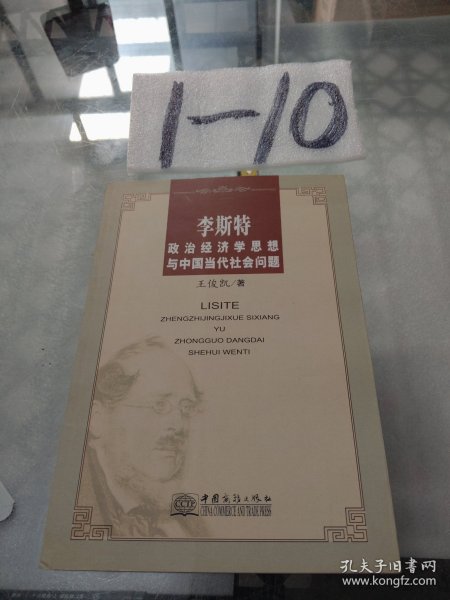 1-10
李斯特
政治经济学思想
与中国当代社会问题
王俊凯/著
LISITE
ZHENGZHIJINGJIXUE SIXIANG
YU
ZHONGGUO DANGDAI
SHEHUI WENTI
CCTP
中国商务出版社
CHINA COMMERCE AND TRADE PRESS
孔夫子旧书网
www.kongfz.com